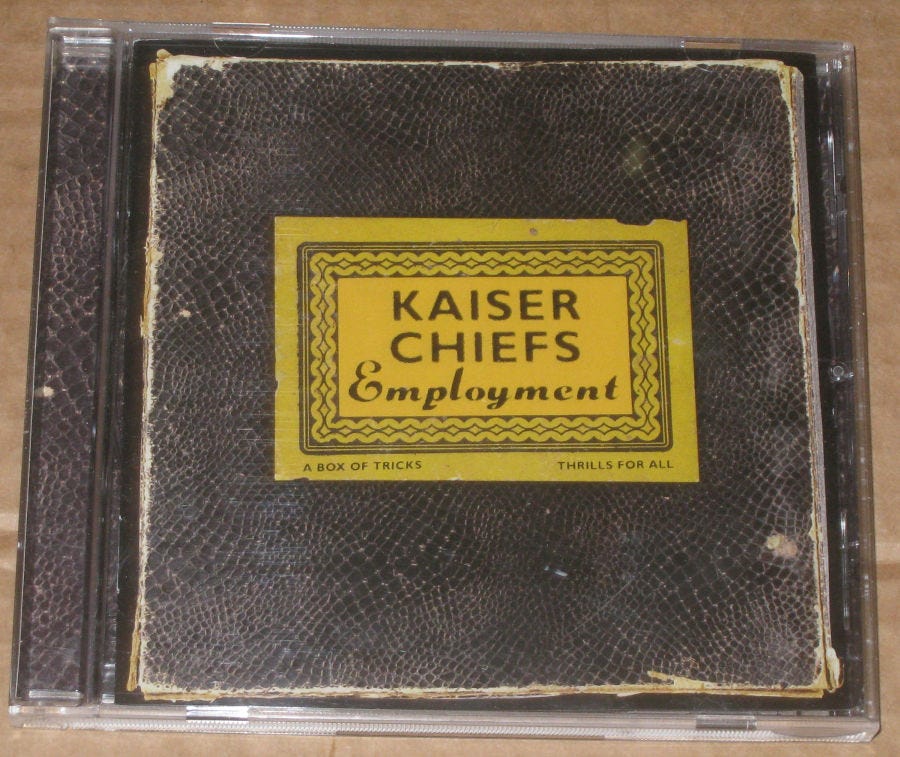 KAISER
CHIEFS
Employment
A BOX OF TRICKS THRILLS FOR ALL